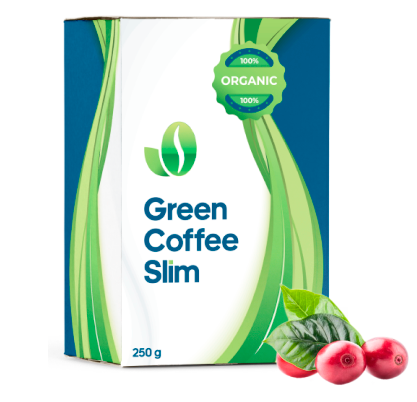 100%
ORGANIC
100%
Green
Coffee
Slim
250 g